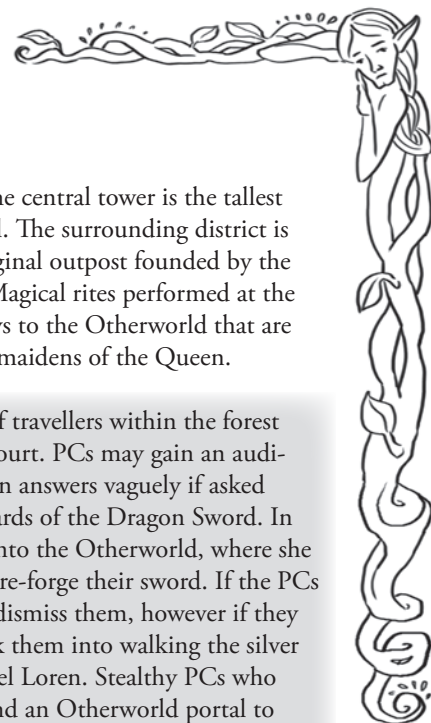 ne central tower is the tallest
. The surrounding district is
ginal outpost founded by the
Magical rites performed at the
s to the Otherworld that are
maidens of the Queen.
f travellers within the forest
ourt. PCs may gain an audi-
n answers vaguely if asked
ards of the Dragon Sword. In
nto the Otherworld, where she
re-forge their sword. If the PCs
dismiss them, however if they
k them into walking the silver
el Loren. Stealthy PCs who
nd an Otherworld portal to